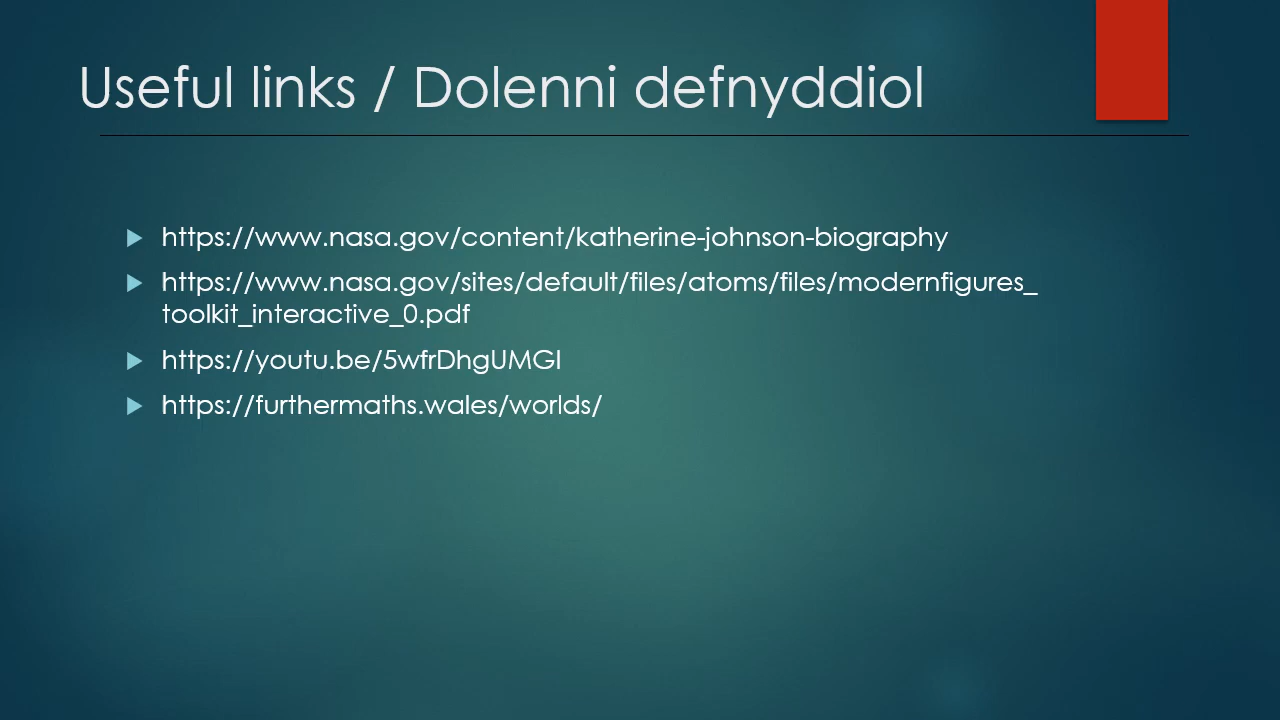 Useful links / Dolenni defnyddiol
https://www.nasa.gov/content/katherine-johnson-biography
https://www.nasa.gov/sites/default/files/atoms/files/modernfigures_
toolkit_interactive_0.pdf
https://youtu.be/5wfrDhgUMGI
https://furthermaths.wales/worlds/